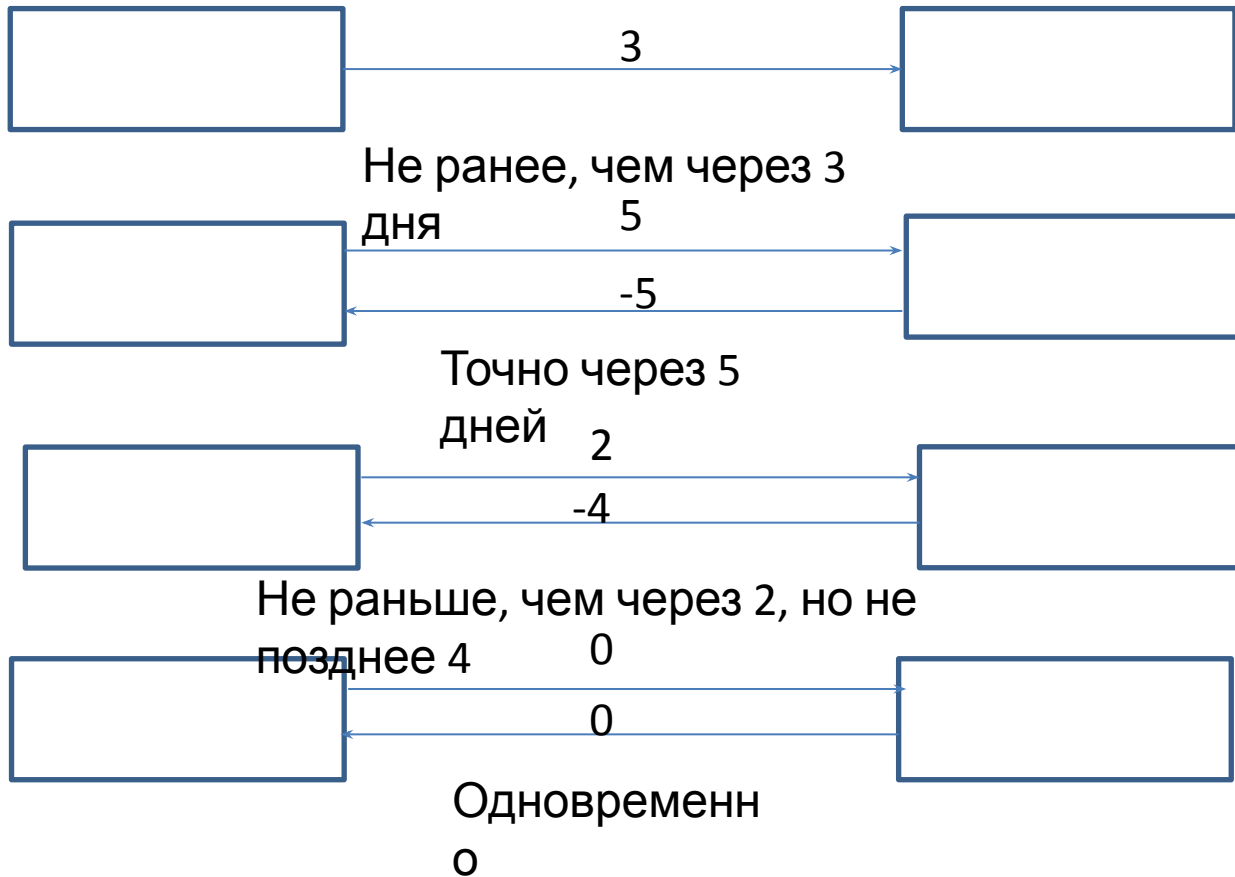 3
Не ранее, чем через 3
дня
5
-5
Точно через 5
дней
2
-4
Не раньше, чем через 2, но не
позднее 4
0
0
Одновременн
о